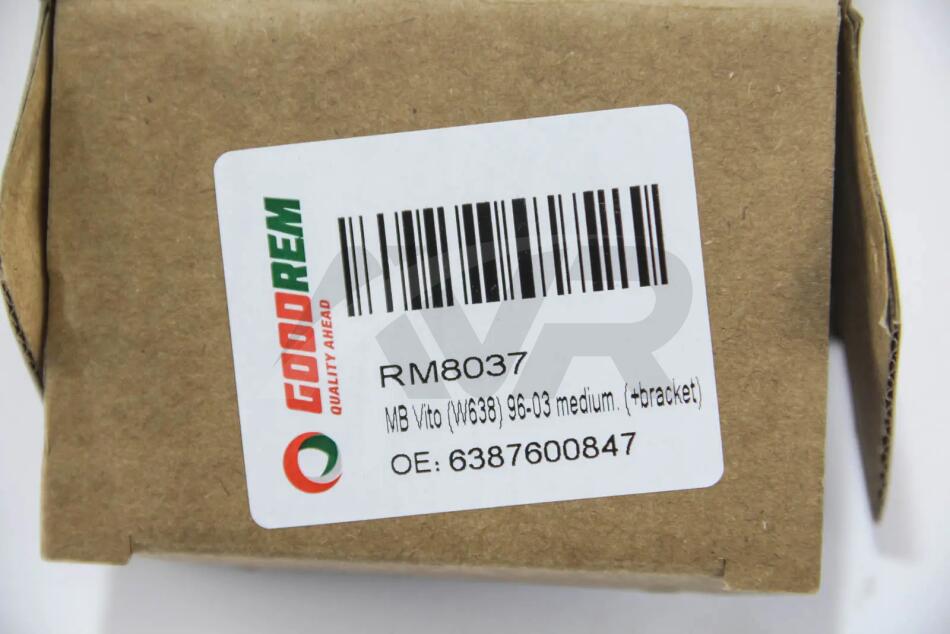 GOODREM
QUALITY AHEAD
RM8037
MB Vito (W638) 96-03 medium. (+bracket)
OE: 6387600847